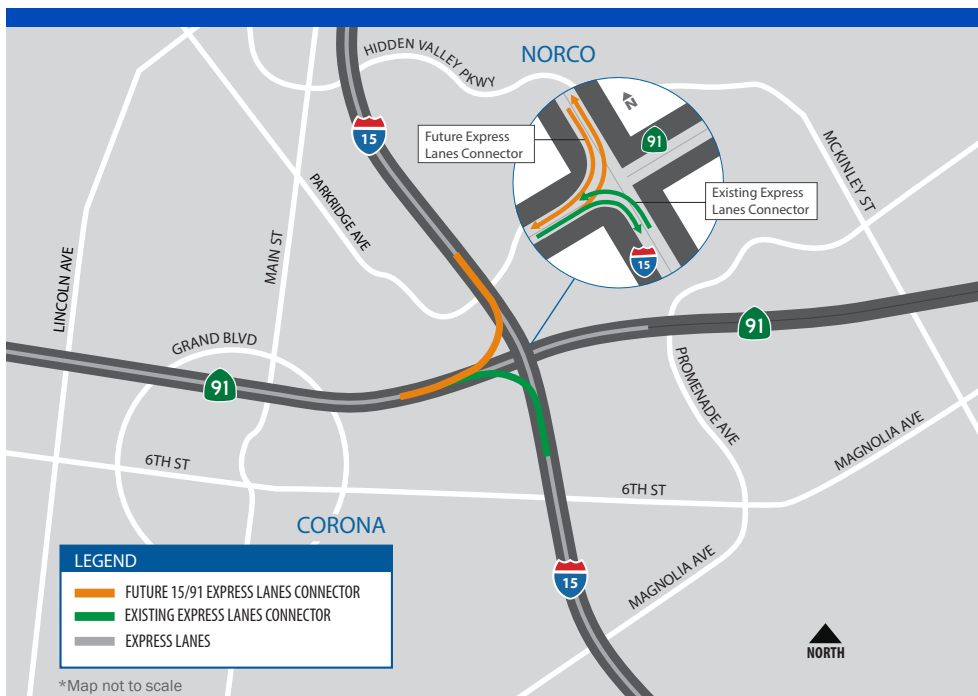 HIDDEN VALLEY PKWY
NORCO
N
15
Future Express
Lanes Connector
91
Existing Express
Lanes Connector
15
MCKINLEY ST
PARKRIDGE AVE
MAIN ST
LINCOLN AVE
GRAND BLVD
91
91
PROMENADE AVE
MAGNOLIA AVE
6TH ST
6TH ST
CORONA
15
MAGNOLIA AVE
LEGEND
FUTURE 15/91 EXPRESS LANES CONNECTOR
EXISTING EXPRESS LANES CONNECTOR
EXPRESS LANES
NORTH
*Map not to scale